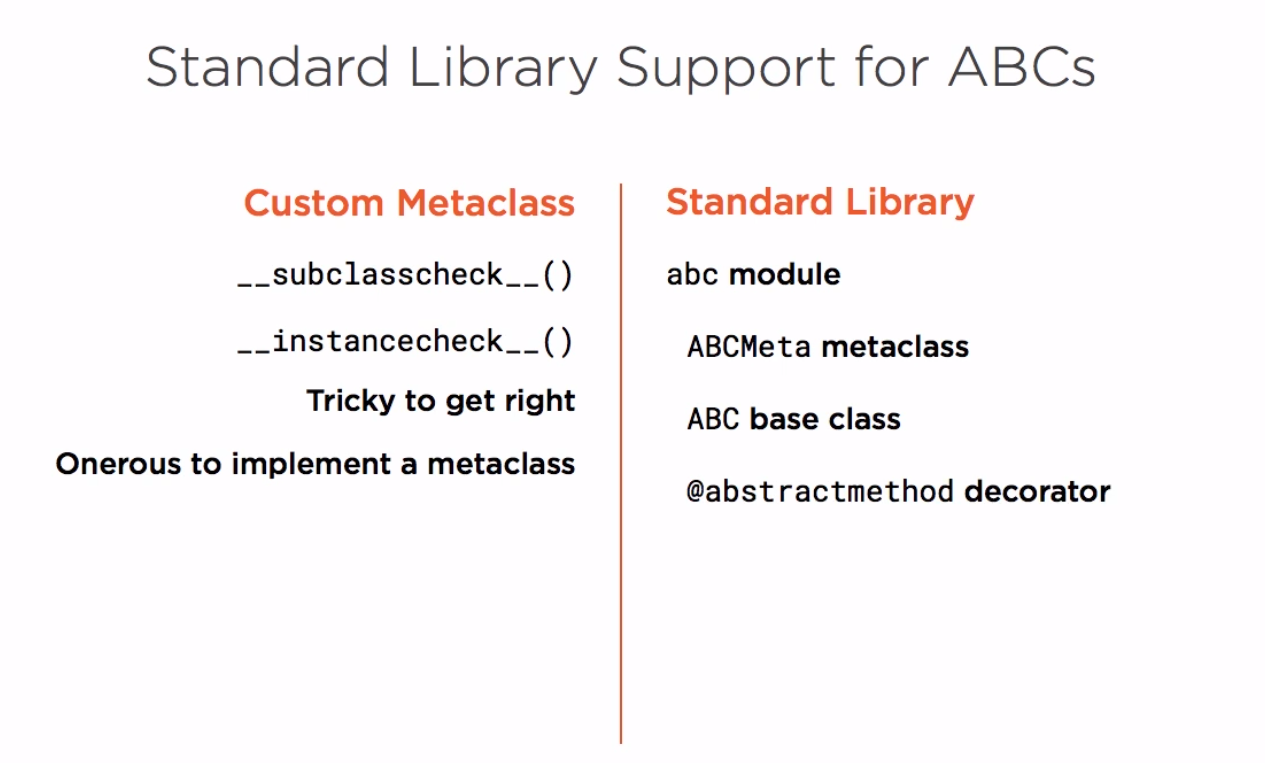 Standard Library Support for ABCs
Custom Metaclass
__subclasscheck__()
__instancecheck__()
Tricky to get right
Onerous to implement a metaclass
Standard Library
abc module
ABCMeta metaclass
ABC base class
@abstractmethod decorator